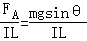 F_A/IL = mgsinθ/IL